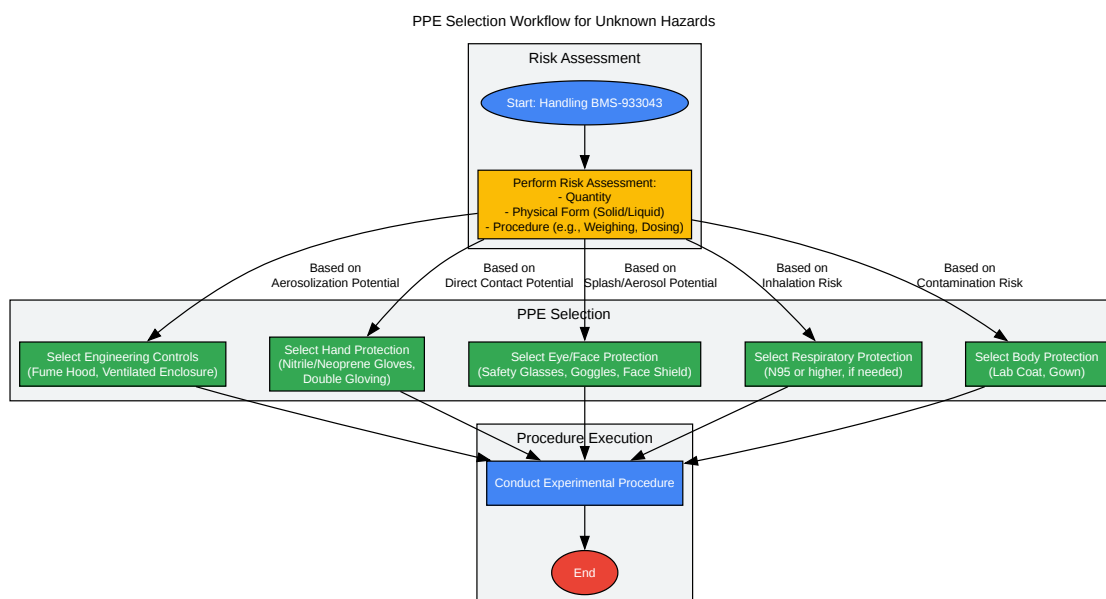 PPE Selection Workflow for Unknown Hazards
Risk Assessment
Start: Handling BMS-933043
Perform Risk Assessment:
- Quantity
- Physical Form (Solid/Liquid)
- Procedure (e.g., Weighing, Dosing)
Based on
Aerosolization Potential
Based on
Direct Contact Potential
Based on
Splash/Aerosol Potential
Based on
Inhalation Risk
Based on
Contamination Risk
PPE Selection
Select Engineering Controls
(Fume Hood, Ventilated Enclosure)
Select Hand Protection
(Nitrile/Neoprene Gloves,
Double Gloving)
Select Eye/Face Protection
(Safety Glasses, Goggles, Face Shield)
Select Respiratory Protection
(N95 or higher, if needed)
Select Body Protection
(Lab Coat, Gown)
Procedure Execution
Conduct Experimental Procedure
End